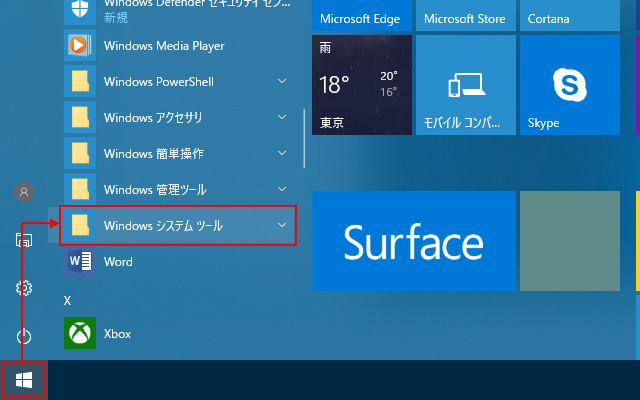 Windows Defender セキュリティ セン...
新規
Windows Media Player
Windows PowerShell
Windows アクセサリ
Windows 簡単操作
Windows 管理ツール
Windows システム ツール
Word
X
Xbox
Microsoft Edge
Microsoft Store
Cortana
雨
18°
20°
16°
東京
モバイル コンパ...
Skype
Surface